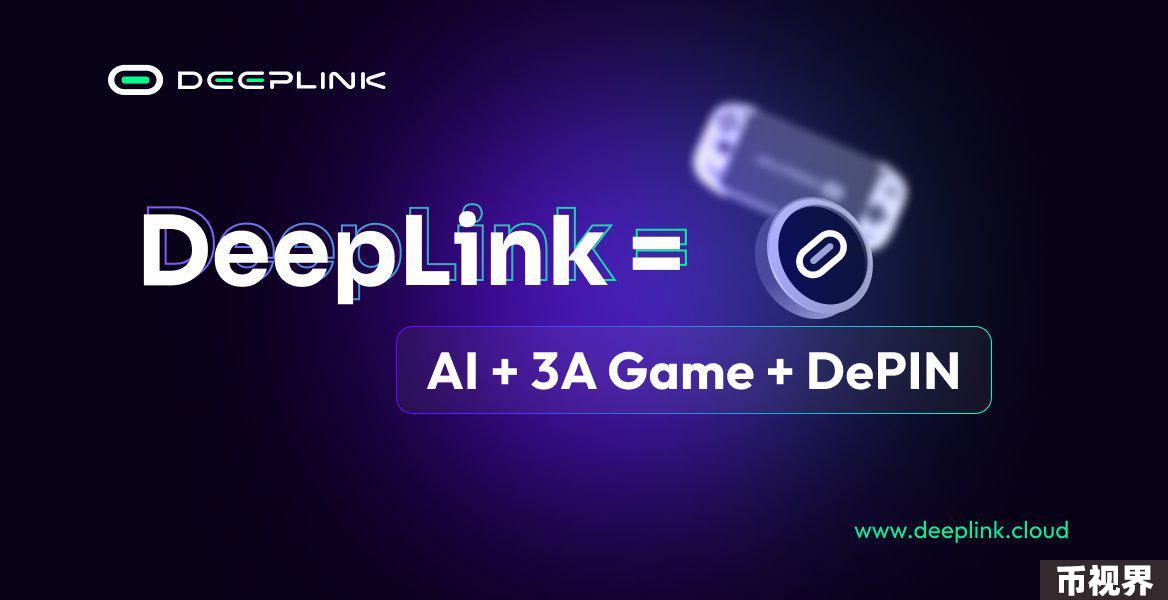 DEEPLINK
DeepLink =
AI + 3A Game + DePIN
www.deeplink.cloud
币视界